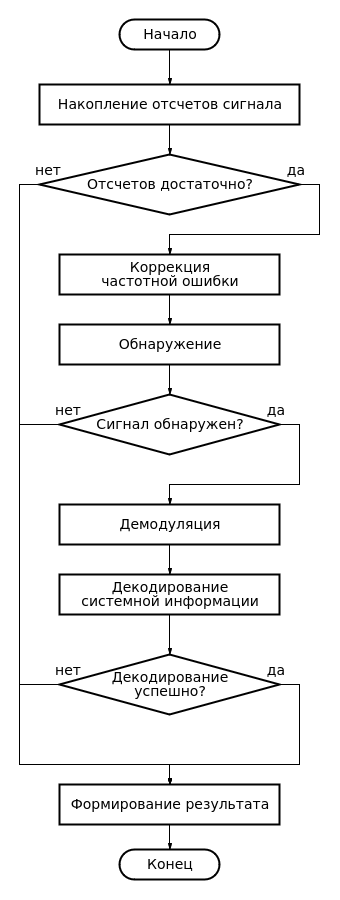 Начало
Накопление отсчетов сигнала
нет
да
Отсчетов достаточно?
Коррекция
частотной ошибки
Обнаружение
нет
да
Сигнал обнаружен?
Демодуляция
Декодирование
системной информации
нет
да
Декодирование
успешно?
Формирование результата
Конец